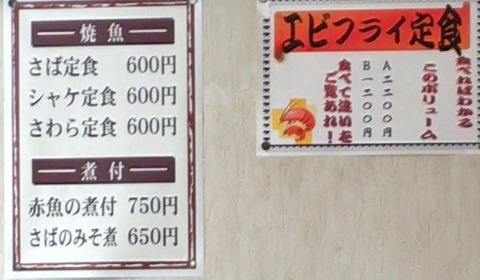 焼魚
さば定食 600円
シャケ定食 600円
さわら定食 600円
煮付
赤魚の煮付 750円
さばのみそ煮 650円
エビフライ定食
食べればわかる
このボリューム
A 二二〇〇円
B 一二〇〇円
食べて違いを
ご覧あれ!